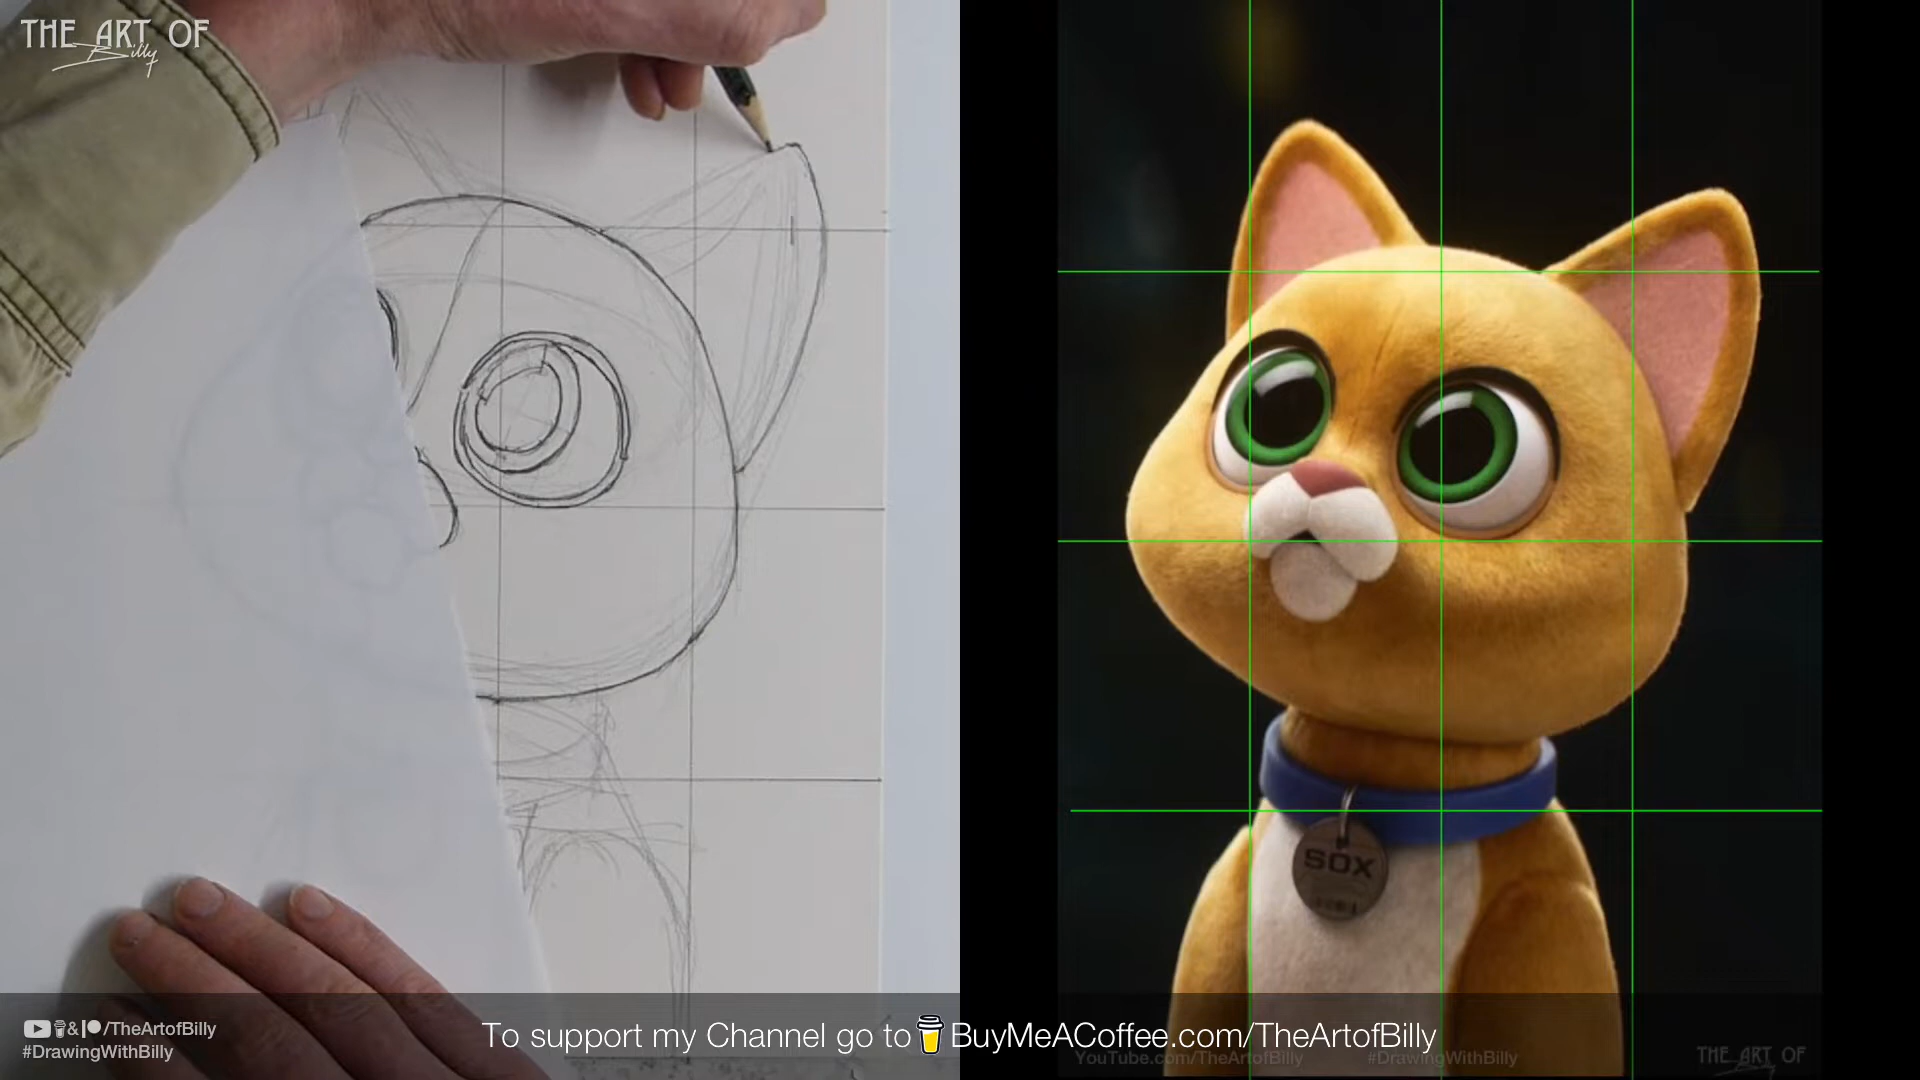 THE ART OF
Billy
SOX
&/TheArtofBilly
#DrawingWithBilly
To support my Channel go to BuyMeACoffee.com/TheArtofBilly
YouTube.com/TheArtofBilly #DrawingWithBilly
THE ART OF